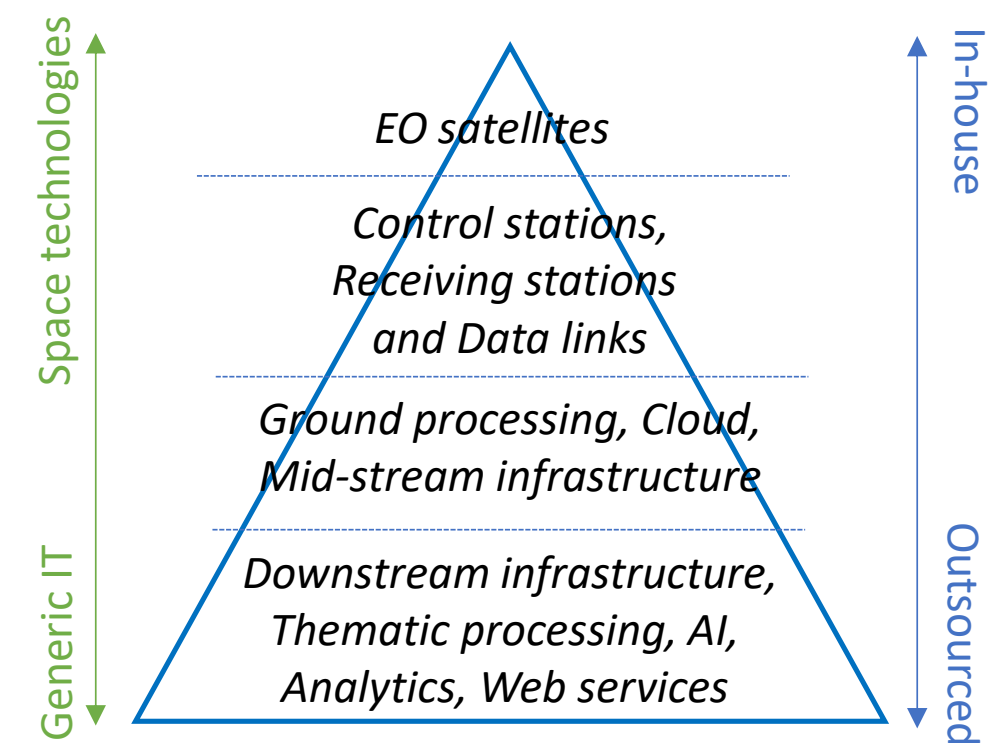 Space technologies
Generic IT
EO satellites
Control stations,
Receiving stations
and Data links
Ground processing, Cloud,
Mid-stream infrastructure
Downstream infrastructure,
Thematic processing, AI,
Analytics, Web services
In-house
Outsourced